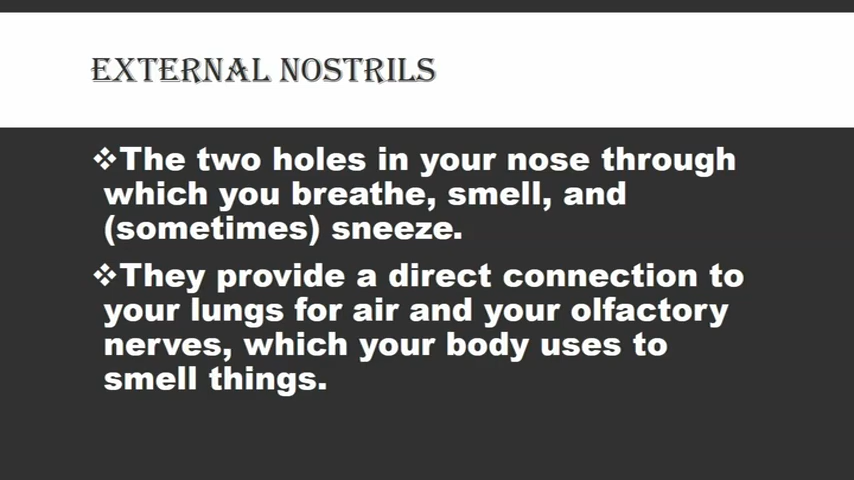 EXTERNAL NOSTRILS
❖The two holes in your nose through
which you breathe, smell, and
(sometimes) sneeze.
❖They provide a direct connection to
your lungs for air and your olfactory
nerves, which your body uses to
smell things.